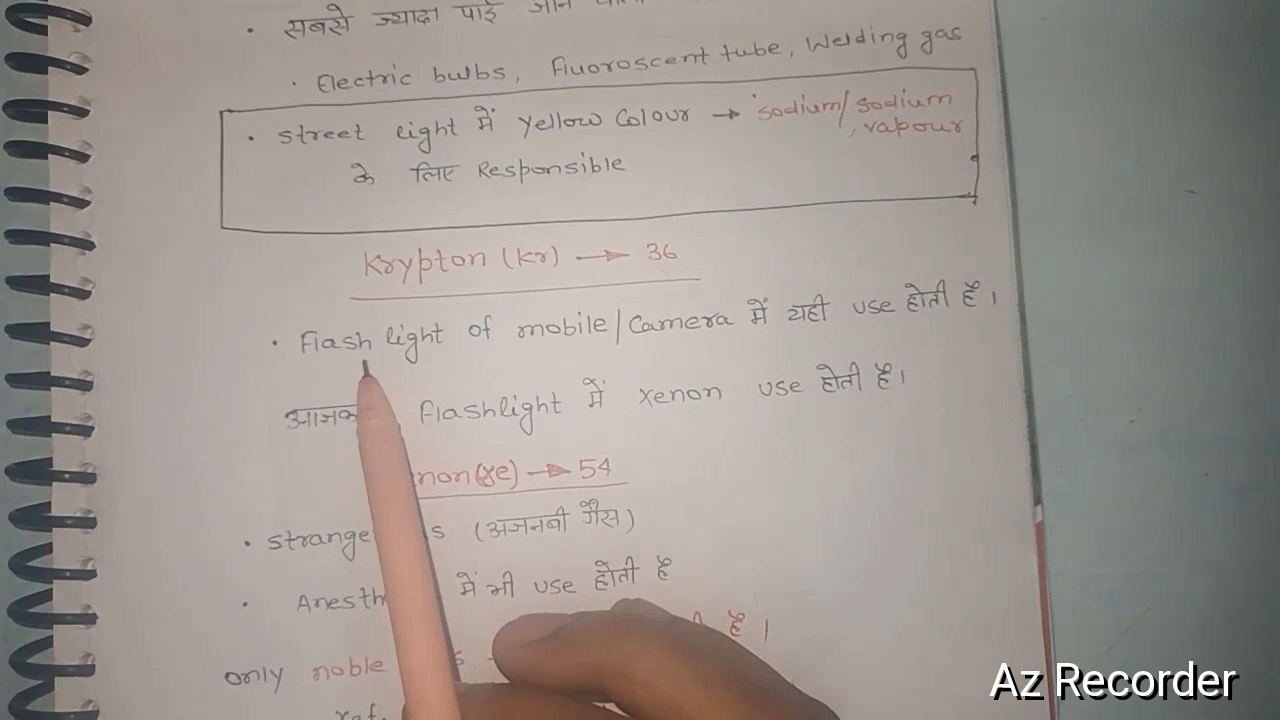 • सबसे ज्यादा पाई जाने
• Electric bulbs, Fluoroscent tube, Welding gas
• Street light में Yellow Colour → sodium/sodium
, vapour
के लिए Responsible
Krypton (Kr) → 36
• Flash light of mobile/Camera में यही use होती है।
flashlight में xenon use होती है।
non(xe) → 54
• strange (अजनबी गैस)
• में भी use होती है
है।
only noble
Az Recorder